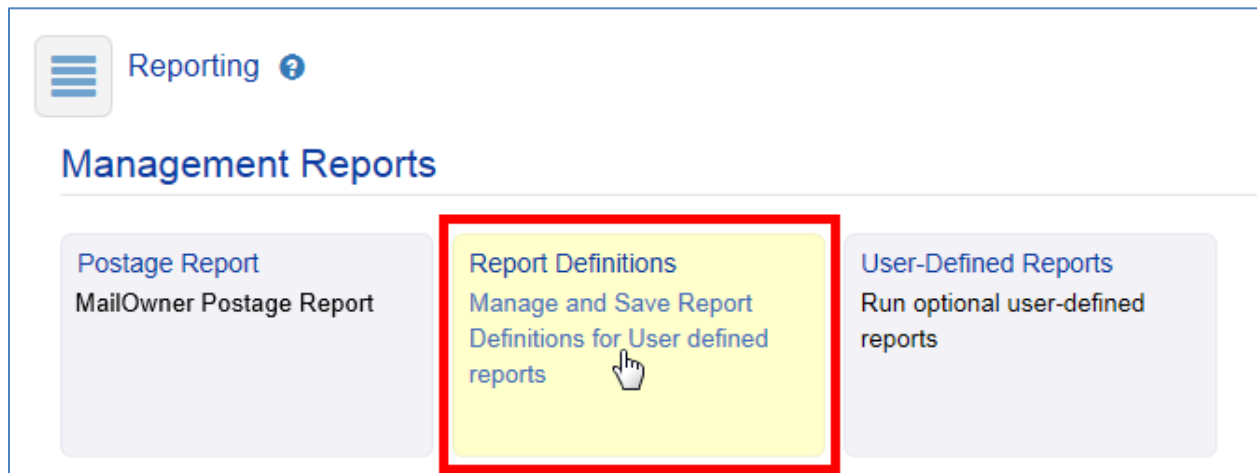 Reporting
Management Reports
Postage Report
MailOwner Postage Report
Report Definitions
Manage and Save Report
Definitions for User defined
reports
User-Defined Reports
Run optional user-defined
reports